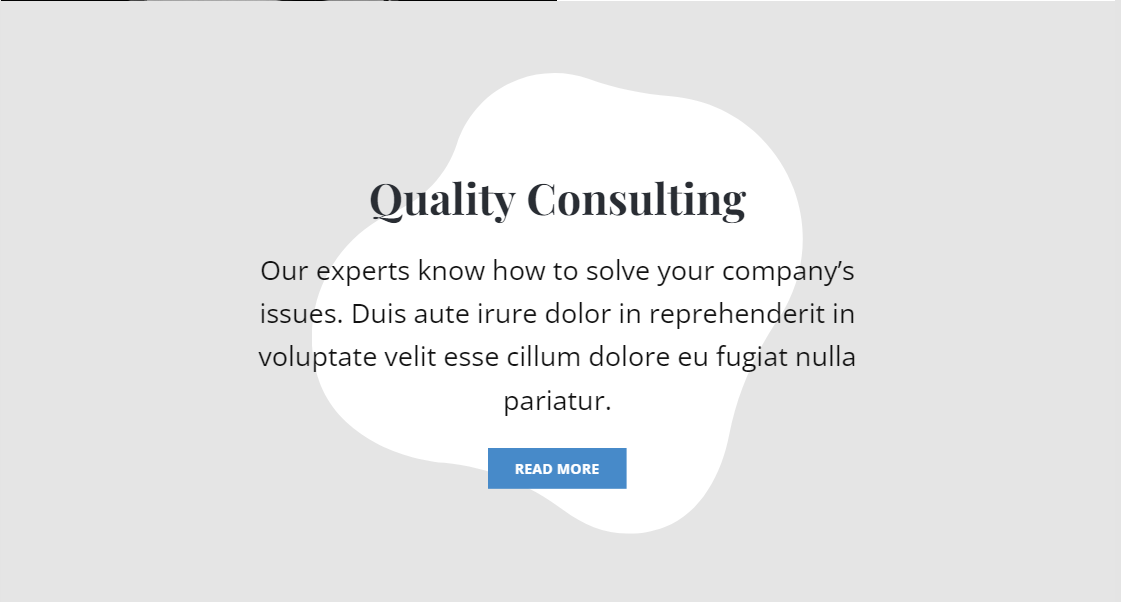 Quality Consulting
Our experts know how to solve your company’s
issues. Duis aute irure dolor in reprehenderit in
voluptate velit esse cillum dolore eu fugiat nulla
pariatur.
READ MORE